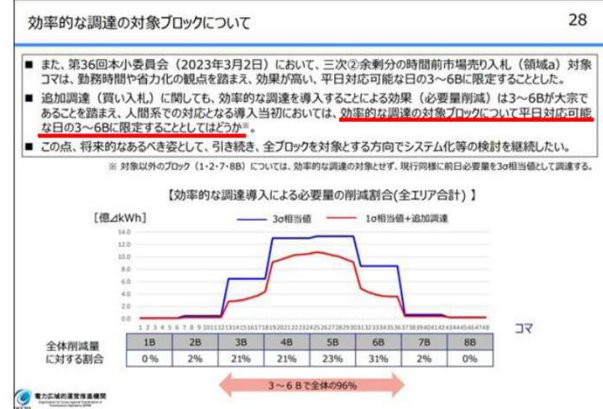 効率的な調達の対象ブロックについて
28
■ また、第36回本小委員会（2023年3月2日）において、三次②余剰分の時間前市場売り入札（領域a）対象
コマは、勤務時間や省力化の観点を踏まえ、効果が高い、平日対応可能な日の3～6Bに限定することとした。
■ 追加調達（買い入札）に関しても、効率的な調達を導入することによる効果（必要量削減）は3～6Bが大宗で
あることを踏まえ、人間系での対応となる導入当初においては、効率的な調達の対象ブロックについて平日対応可能
な日の3～6Bに限定することとしてはどうか※。
■ この点、将来的なあるべき姿として、引き続き、全ブロックを対象とする方向でシステム化等の検討を継続したい。
※ 対象以外のブロック（1・2・7・8B）については、効率的な調達の対象とせず、現行同様に前日必要量を3σ相当値として調達する。
【効率的な調達導入による必要量の削減割合(全エリア合計) 】
[億⊿kWh]
3σ相当値
1σ相当値+追加調達
14.0
12.0
10.0
8.0
6.0
4.0
2.0
0.0
1 2 3 4 5 6 7 8 9 101112131415161718192021222324252627282930313233343536373839404142434445464748
コマ
1B 2B 3B 4B 5B 6B 7B 8B
全体削減量
に対する割合
0% 2% 21% 21% 23% 31% 2% 0%
3～6Bで全体の96%
電力広域的運営推進機関